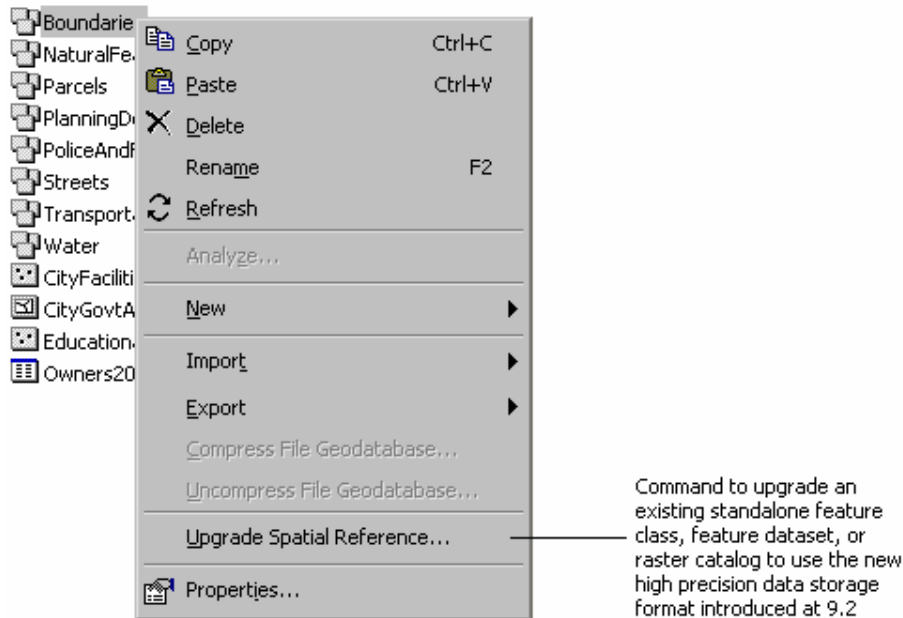 Boundarie
NaturalFe
Parcels
PlanningD
PoliceAndF
Streets
Transport
Water
CityFaciliti
CityGovtA
Education
Owners20
Copy Ctrl+C
Paste Ctrl+V
Delete
Rename F2
Refresh
Analyze...
New
Import
Export
Compress File Geodatabase...
Uncompress File Geodatabase...
Upgrade Spatial Reference...
Properties...
Command to upgrade an
existing standalone feature
class, feature dataset, or
raster catalog to use the new
high precision data storage
format introduced at 9.2